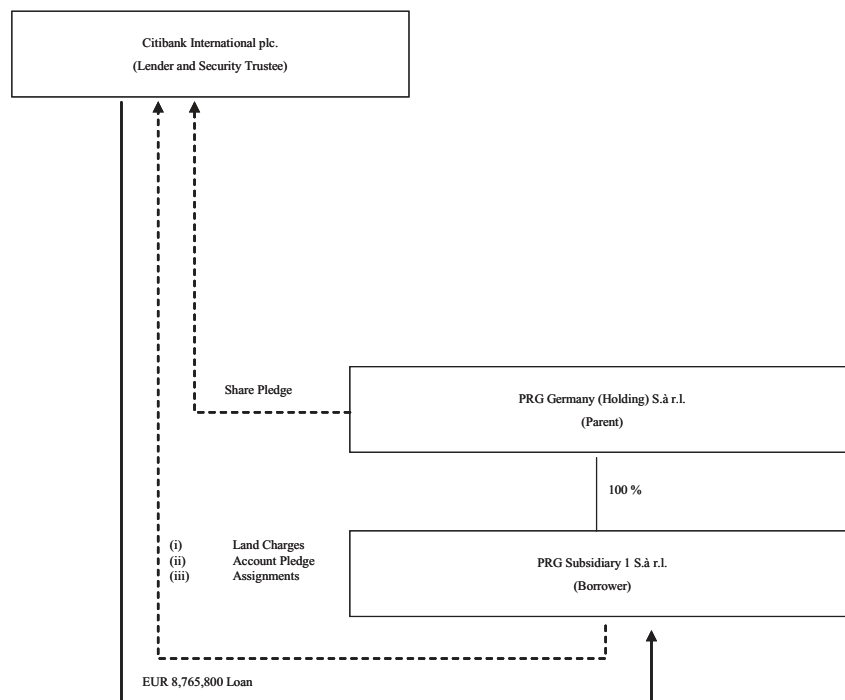 Citibank International plc.
(Lender and Security Trustee)
Share Pledge
PRG Germany (Holding) S.à r.l.
(Parent)
100 %
(i) Land Charges
(ii) Account Pledge
(iii) Assignments
PRG Subsidiary 1 S.à r.l.
(Borrower)
EUR 8,765,800 Loan